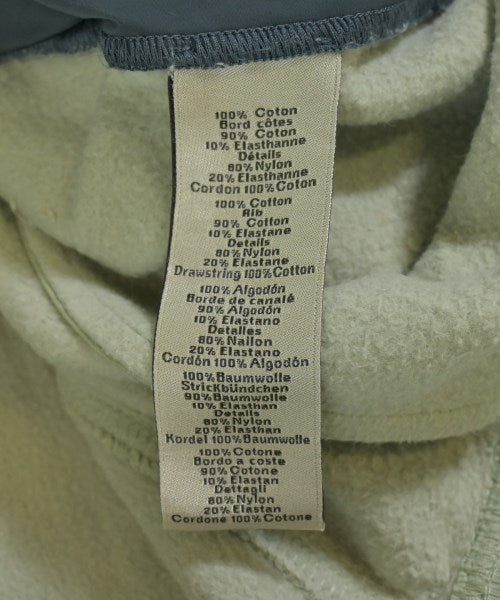 100% Coton
Bord côtes
90% Coton
10% Elasthanne
Détails
80% Nylon
20% Elasthanne
Cordon 100% Coton
100% Cotton
Rib
90% Cotton
10% Elastane
Details
80% Nylon
20% Elastane
Drawstring 100% Cotton
100% Algodón
Borde de canalé
90% Algodón
10% Elastano
Detalles
80% Nailon
20% Elastano
Cordón 100% Algodón
100% Baumwolle
Strickbündchen
90% Baumwolle
10% Elasthan
Details
80% Nylon
20% Elasthan
Kordel 100% Baumwolle
100% Cotone
Bordo a coste
90% Cotone
10% Elastan
Dettagli
80% Nylon
20% Elastan
Cordone 100% Cotone